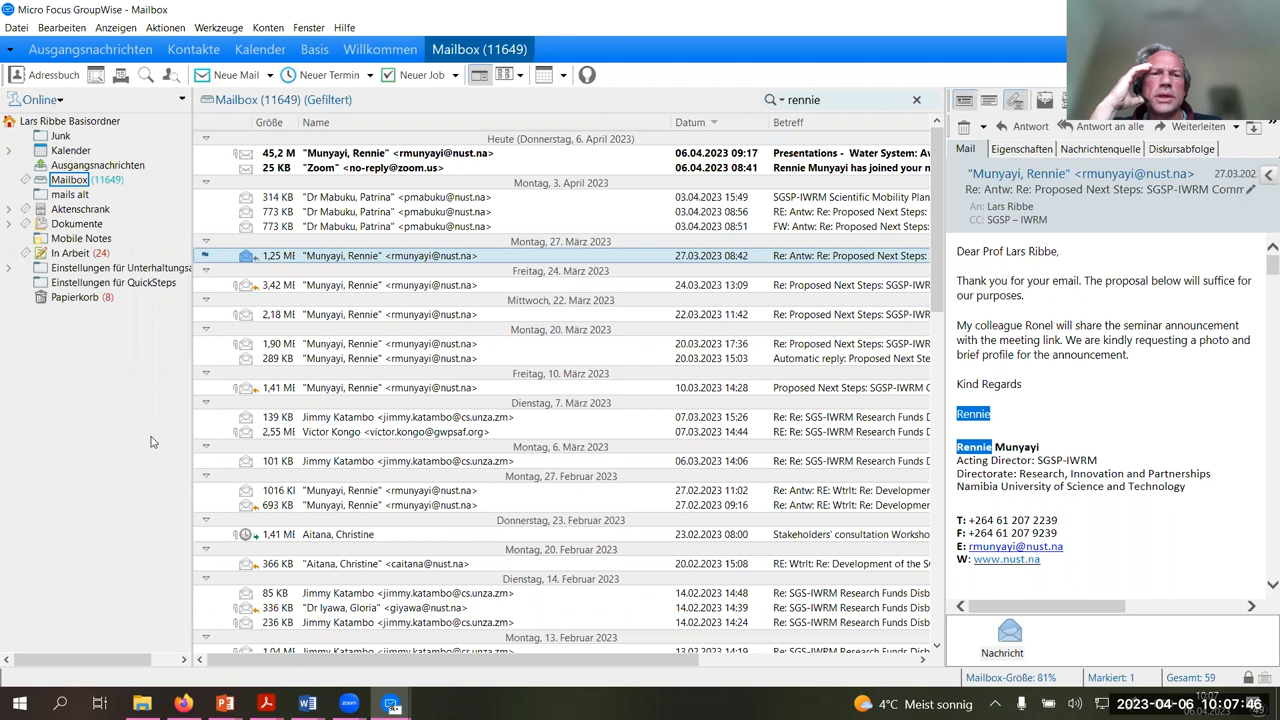 Micro Focus GroupWise - Mailbox
Datei Bearbeiten Anzeigen Aktionen Werkzeuge Konten Fenster Hilfe
Ausgangsnachrichten Kontakte Kalender Basis Willkommen Mailbox (11649)
Adressbuch Neue Mail Neuer Termin Neuer Job
Online
Lars Ribbe Basisordner
Junk
Kalender
Ausgangsnachrichten
Mailbox (11649)
mails alt
Aktenschrank
Dokumente
Mobile Notes
In Arbeit (24)
Einstellungen für Unterhaltungsa
Einstellungen für QuickSteps
Papierkorb (8)
Mailbox (11649) (Gefiltert) rennie
Größe Name Datum Betreff
Heute (Donnerstag, 6. April 2023)
45,2 M "Munyayi, Rennie" <rmunyayi@nust.na> 06.04.2023 09:17 Presentations - Water System: Av
25 KB "Zoom" <no-reply@zoom.us> 06.04.2023 08:41 Rennie Munyayi has joined your m
Montag, 3. April 2023
314 KB "Dr Mabuku, Patrina" <pmabuku@nust.na> 03.04.2023 15:49 SGSP-IWRM Scientific Mobility Plan
773 KB "Dr Mabuku, Patrina" <pmabuku@nust.na> 03.04.2023 08:56 RE: Antw: Re: Proposed Next Steps:
773 KB "Dr Mabuku, Patrina" <pmabuku@nust.na> 03.04.2023 08:51 FW: Antw: Re: Proposed Next Steps:
Montag, 27. März 2023
1,25 MI "Munyayi, Rennie" <rmunyayi@nust.na> 27.03.2023 08:42 Re: Antw: Re: Proposed Next Steps:
Freitag, 24. März 2023
3,42 MI "Munyayi, Rennie" <rmunyayi@nust.na> 24.03.2023 13:09 Re: Proposed Next Steps: SGSP-IWR
Mittwoch, 22. März 2023
2,18 MI "Munyayi, Rennie" <rmunyayi@nust.na> 22.03.2023 11:42 Re: Proposed Next Steps: SGSP-IWR
Montag, 20. März 2023
1,90 MI "Munyayi, Rennie" <rmunyayi@nust.na> 20.03.2023 17:36 Re: Proposed Next Steps: SGSP-IWR
289 KB "Munyayi, Rennie" <rmunyayi@nust.na> 20.03.2023 15:03 Automatic reply: Proposed Next Step
Freitag, 10. März 2023
1,41 MI "Munyayi, Rennie" <rmunyayi@nust.na> 10.03.2023 14:28 Proposed Next Steps: SGSP-IWRM C
Dienstag, 7. März 2023
139 KB Jimmy Katambo <jimmy.katambo@cs.unza.zm> 07.03.2023 15:26 Re: Re: SGS-IWRM Research Funds D
2,55 MI Victor Kongo <victor.kongo@gwpsaf.org> 07.03.2023 14:44 RE: Re: SGS-IWRM Research Funds D
Montag, 6. März 2023
116 KB Jimmy Katambo <jimmy.katambo@cs.unza.zm> 06.03.2023 14:06 Re: Re: SGS-IWRM Research Funds D
Montag, 27. Februar 2023
1016 KI "Munyayi, Rennie" <rmunyayi@nust.na> 27.02.2023 11:02 Re: Antw: RE: Wtrlt: Re: Developmen
693 KB "Munyayi, Rennie" <rmunyayi@nust.na> 27.02.2023 09:16 Re: Antw: RE: Wtrlt: Re: Developmen
Donnerstag, 23. Februar 2023
1,41 MI Aitana, Christine 23.02.2023 08:00 Stakeholders' consultation Worksho
Montag, 20. Februar 2023
366 KB "Aitana, Christine" <caitana@nust.na> 20.02.2023 15:08 RE: Wtrlt: Re: Development of the S
Dienstag, 14. Februar 2023
85 KB Jimmy Katambo <jimmy.katambo@cs.unza.zm> 14.02.2023 14:48 Re: SGS-IWRM Research Funds Disb
336 KB "Dr Iyawa, Gloria" <giyawa@nust.na> 14.02.2023 14:39 Re: SGS-IWRM Research Funds Disb
236 KB Jimmy Katambo <jimmy.katambo@cs.unza.zm> 14.02.2023 14:24 Re: SGS-IWRM Research Funds Disb
Montag, 13. Februar 2023
Antwort Antwort an alle Weiterleiten
Mail Eigenschaften Nachrichtenquelle Diskursabfolge
"Munyayi, Rennie" <rmunyayi@nust.na> 27.03.202
Re: Antw: Re: Proposed Next Steps: SGSP-IWRM Comm
An: Lars Ribbe
CC: SGSP – IWRM
Dear Prof Lars Ribbe,
Thank you for your email. The proposal below will suffice for
our purposes.
My colleague Ronel will share the seminar announcement
with the meeting link. We are kindly requesting a photo and
brief profile for the announcement.
Kind Regards
Rennie
Rennie Munyayi
Acting Director: SGSP-IWRM
Directorate: Research, Innovation and Partnerships
Namibia University of Science and Technology
T: +264 61 207 2239
F: +264 61 207 9239
E: rmunyayi@nust.na
W: www.nust.na
Nachricht
Mailbox-Größe: 81% Markiert: 1 Gesamt: 59
4°C Meist sonnig
2023-04-06 10:07:46